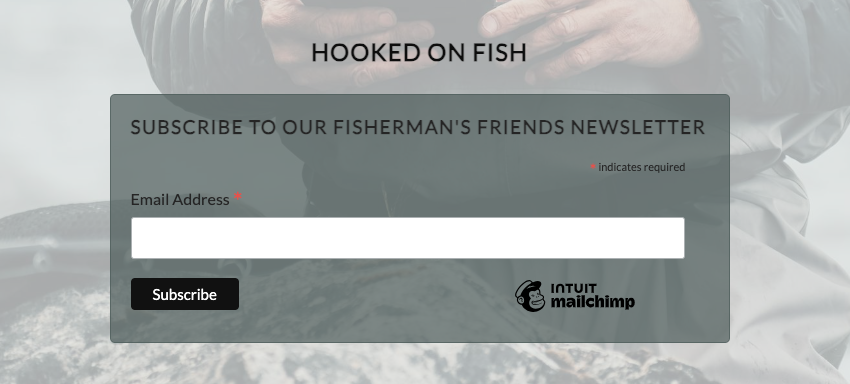 HOOKED ON FISH
SUBSCRIBE TO OUR FISHERMAN'S FRIENDS NEWSLETTER
* indicates required
Email Address *
Subscribe
INTUIT
mailchimp